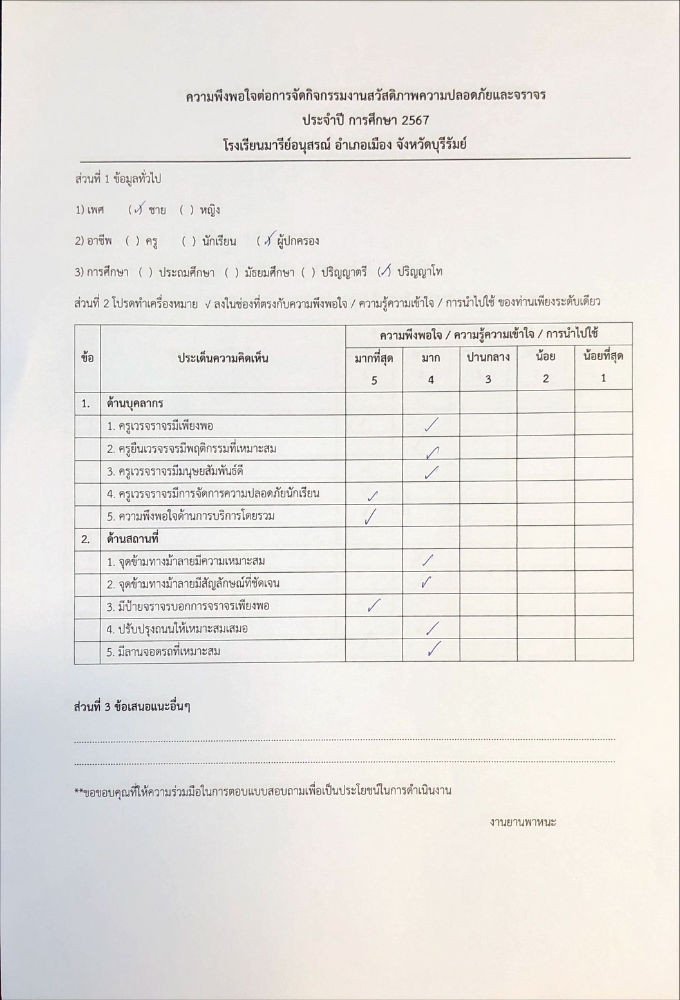 ความพึงพอใจต่อการจัดกิจกรรมงานสวัสดิภาพความปลอดภัยและจราจร
ประจำปี การศึกษา 2567
โรงเรียนมารีย์อนุสรณ์ อำเภอเมือง จังหวัดบุรีรัมย์
ส่วนที่ 1 ข้อมูลทั่วไป
1) เพศ (✓) ชาย ( ) หญิง
2) อาชีพ ( ) ครู ( ) นักเรียน (✓) ผู้ปกครอง
3) การศึกษา ( ) ประถมศึกษา ( ) มัธยมศึกษา ( ) ปริญญาตรี (✓) ปริญญาโท
ส่วนที่ 2 โปรดทำเครื่องหมาย √ ลงในช่องที่ตรงกับความพึงพอใจ / ความรู้ความเข้าใจ / การนำไปใช้ ของท่านเพียงระดับเดียว
ข้อ ประเด็นความคิดเห็น ความพึงพอใจ / ความรู้ความเข้าใจ / การนำไปใช้
มากที่สุด มาก ปานกลาง น้อย น้อยที่สุด
5 4 3 2 1
1. ด้านบุคลากร
1. ครูเวรจราจรมีเพียงพอ ✓
2. ครูยืนเวรจรจรมีพฤติกรรมที่เหมาะสม ✓
3. ครูเวรจราจรมีมนุษยสัมพันธ์ดี ✓
4. ครูเวรจราจรมีการจัดการความปลอดภัยนักเรียน ✓
5. ความพึงพอใจด้านการบริการโดยรวม ✓
2. ด้านสถานที่
1. จุดข้ามทางม้าลายมีความเหมาะสม ✓
2. จุดข้ามทางม้าลายมีสัญลักษณ์ที่ชัดเจน ✓
3. มีป้ายจราจรบอกการจราจรเพียงพอ ✓
4. ปรับปรุงถนนให้เหมาะสมเสมอ ✓
5. มีลานจอดรถที่เหมาะสม ✓
ส่วนที่ 3 ข้อเสนอแนะอื่นๆ
**ขอขอบคุณที่ให้ความร่วมมือในการตอบแบบสอบถามเพื่อเป็นประโยชน์ในการดำเนินงาน
งานยานพาหนะ